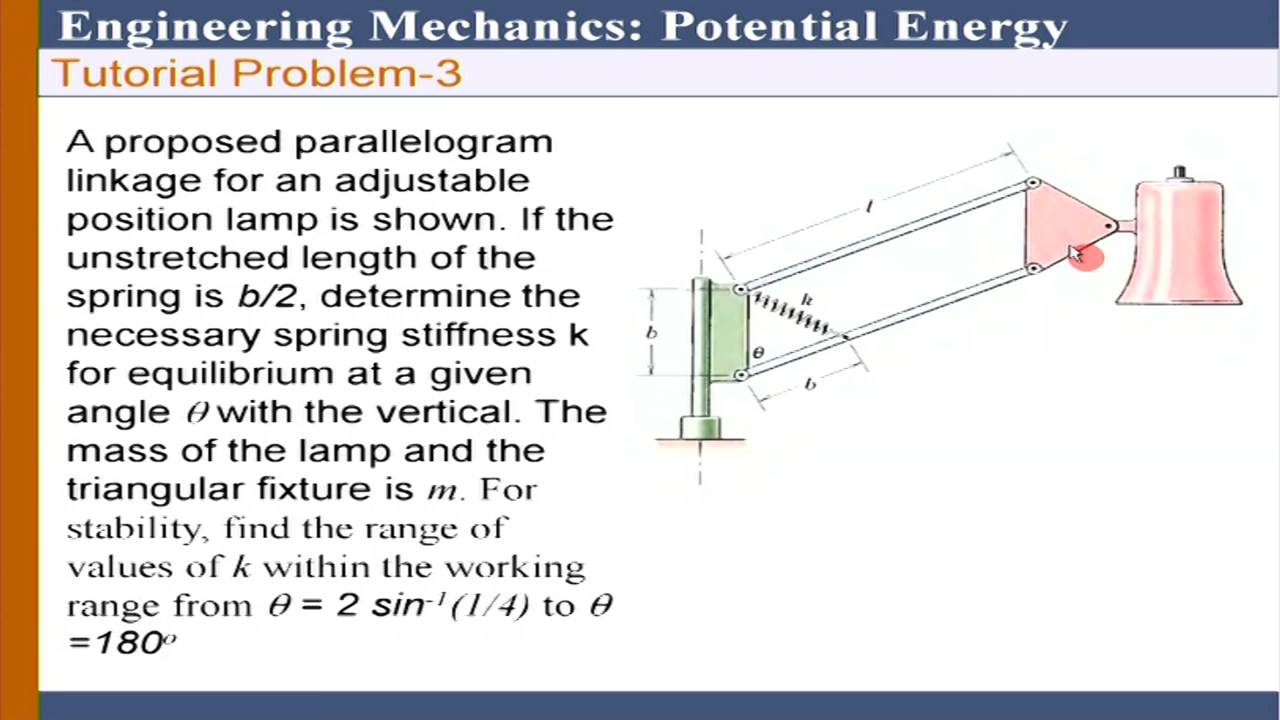 Engineering Mechanics: Potential Energy
Tutorial Problem-3
A proposed parallelogram
linkage for an adjustable
position lamp is shown. If the
unstretched length of the
spring is b/2, determine the
necessary spring stiffness k
for equilibrium at a given
angle θ with the vertical. The
mass of the lamp and the
triangular fixture is m. For
stability, find the range of
values of k within the working
range from θ = 2 sin⁻¹(1/4) to θ
=180º
l
k
b
θ
b